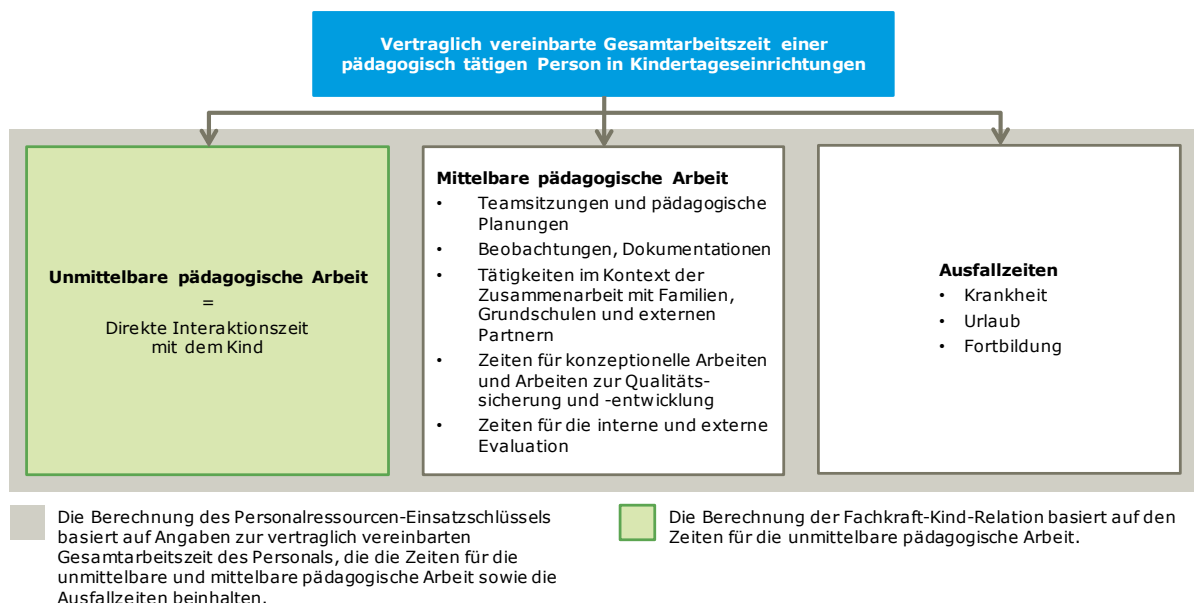 Vertraglich vereinbarte Gesamtarbeitszeit einer
pädagogisch tätigen Person in Kindertageseinrichtungen
Unmittelbare pädagogische Arbeit
=
Direkte Interaktionszeit
mit dem Kind
Mittelbare pädagogische Arbeit
• Teamsitzungen und pädagogische
Planungen
• Beobachtungen, Dokumentationen
• Tätigkeiten im Kontext der
Zusammenarbeit mit Familien,
Grundschulen und externen
Partnern
• Zeiten für konzeptionelle Arbeiten
und Arbeiten zur Qualitäts-
sicherung und -entwicklung
• Zeiten für die interne und externe
Evaluation
Ausfallzeiten
• Krankheit
• Urlaub
• Fortbildung
Die Berechnung des Personalressourcen-Einsatzschlüssels
basiert auf Angaben zur vertraglich vereinbarten
Gesamtarbeitszeit des Personals, die die Zeiten für die
unmittelbare und mittelbare pädagogische Arbeit sowie die
Ausfallzeiten beinhalten.
Die Berechnung der Fachkraft-Kind-Relation basiert auf den
Zeiten für die unmittelbare pädagogische Arbeit.